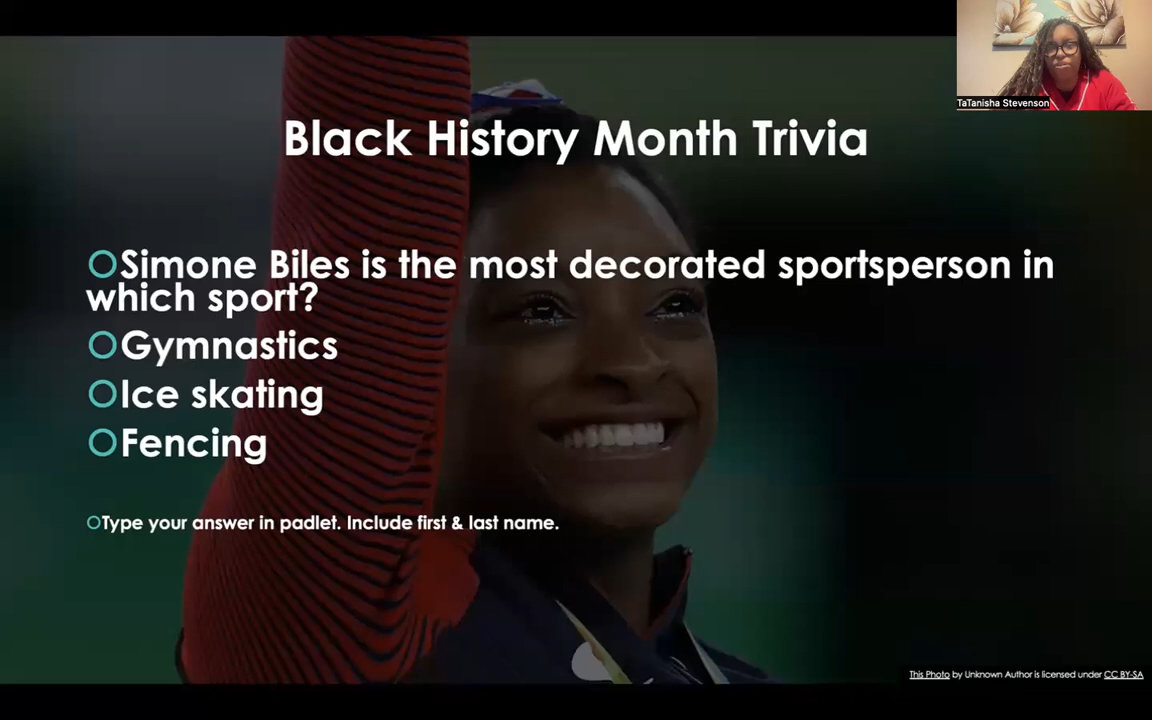 TaTanisha Stevenson
Black History Month Trivia
Simone Biles is the most decorated sportsperson in
which sport?
Gymnastics
Ice skating
Fencing
Type your answer in padlet. Include first & last name.
This Photo by Unknown Author is licensed under CC BY-SA